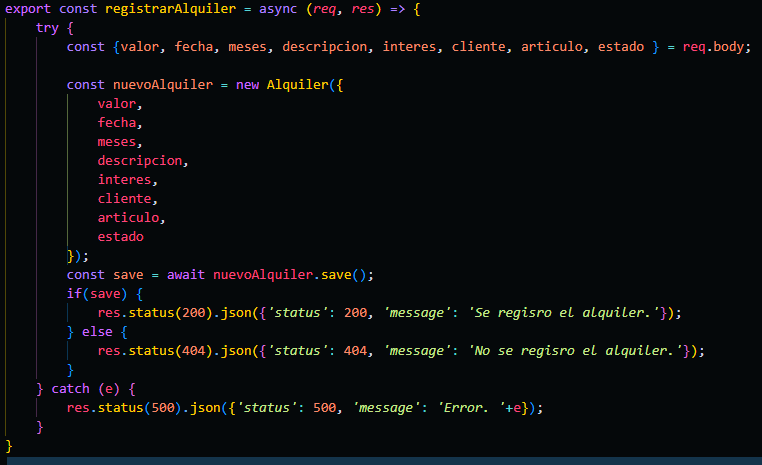 export const registrarAlquiler = async (req, res) => {
try {
const {valor, fecha, meses, descripcion, interes, cliente, articulo, estado } = req.body;
const nuevoAlquiler = new Alquiler({
valor,
fecha,
meses,
descripcion,
interes,
cliente,
articulo,
estado
});
const save = await nuevoAlquiler.save();
if(save) {
res.status(200).json({'status': 200, 'message': 'Se regisro el alquiler.'});
} else {
res.status(404).json({'status': 404, 'message': 'No se regisro el alquiler.'});
}
} catch (e) {
res.status(500).json({'status': 500, 'message': 'Error. '+e});
}
}